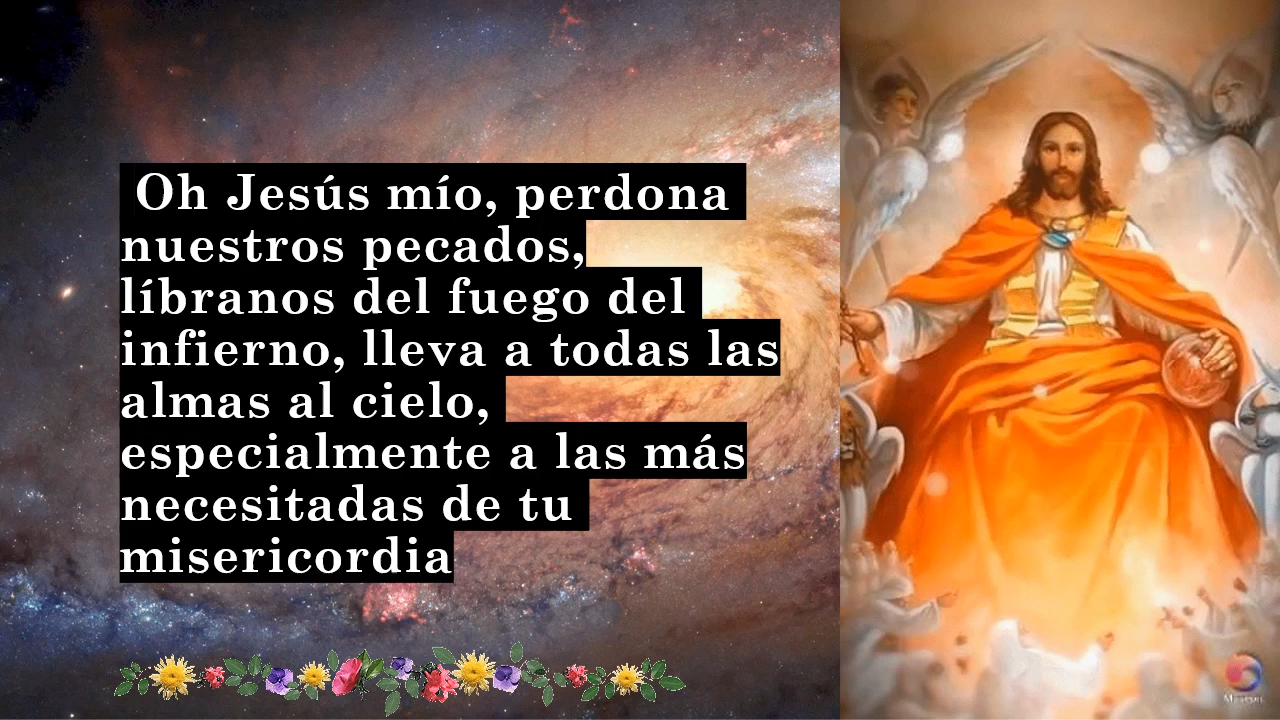 Oh Jesús mío, perdona
nuestros pecados,
líbranos del fuego del
infierno, lleva a todas las
almas al cielo,
especialmente a las más
necesitadas de tu
misericordia